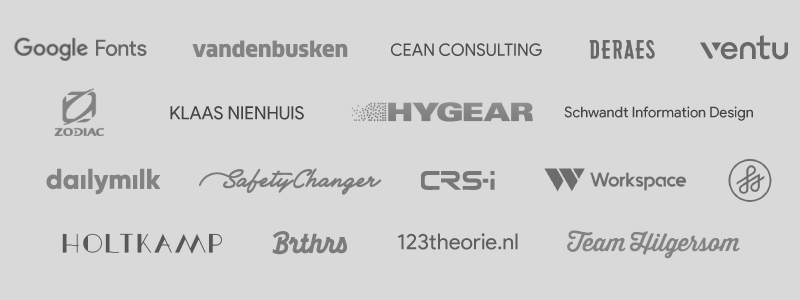 Google Fonts vandenbusken CEAN CONSULTING DERAES ventu
ZODIAC KLAAS NIENHUIS HYGEAR Schwandt Information Design
dailymilk SafetyChanger CRS-i Workspace
HOLTKAMP Brthrs 123theorie.nl Team Hilgersom